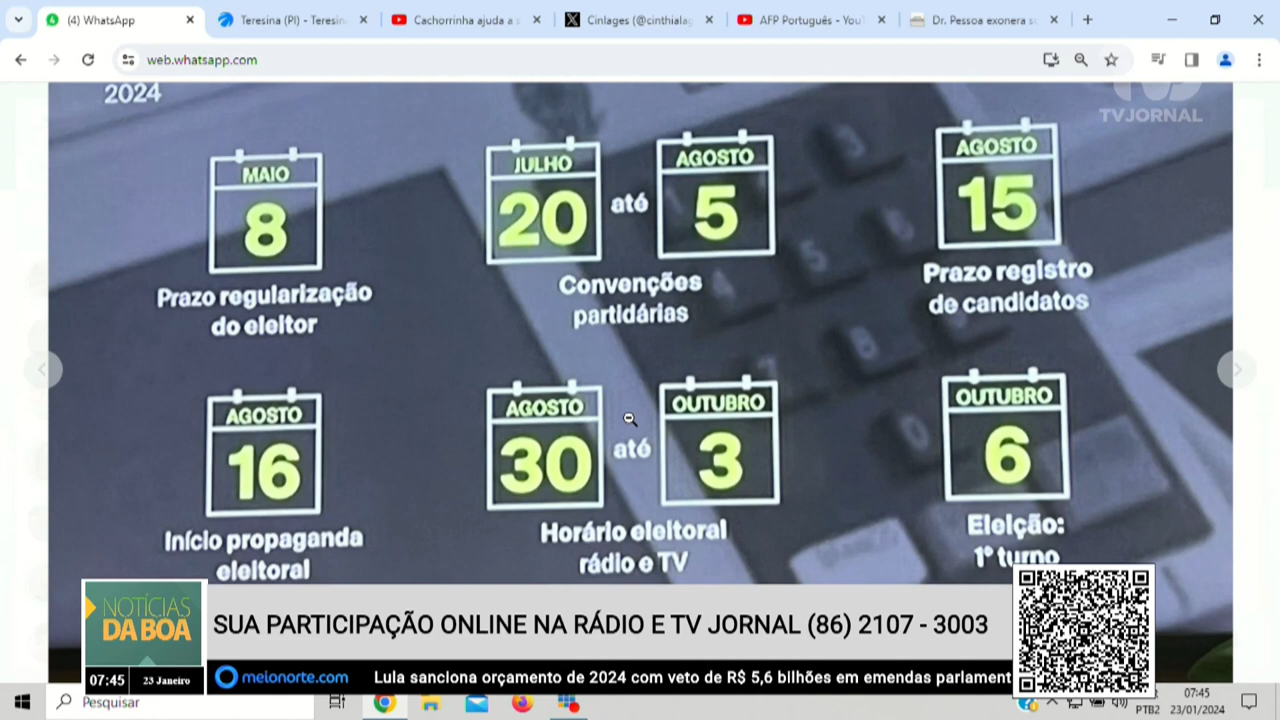 (4) WhatsApp
Teresina (PI) - Teresin
Cachorrinha ajuda a s
Cinlages (@cinthialag
AFP Português - You
Dr. Pessoa exonera s
web.whatsapp.com
2024
TVJORNAL
MAIO
8
Prazo regularização
do eleitor
JULHO
20
até
AGOSTO
5
Convenções
partidárias
AGOSTO
15
Prazo registro
de candidatos
AGOSTO
16
Início propaganda
eleitoral
AGOSTO
30
até
OUTUBRO
3
Horário eleitoral
rádio e TV
OUTUBRO
6
Eleição:
1º turno
NOTÍCIAS
DA BOA
SUA PARTICIPAÇÃO ONLINE NA RÁDIO E TV JORNAL (86) 2107 - 3003
07:45
23 Janeiro
meionorte.com
Lula sanciona orçamento de 2024 com veto de R$ 5,6 bilhões em emendas parlament
Pesquisar
PTB2
07:45
23/01/2024